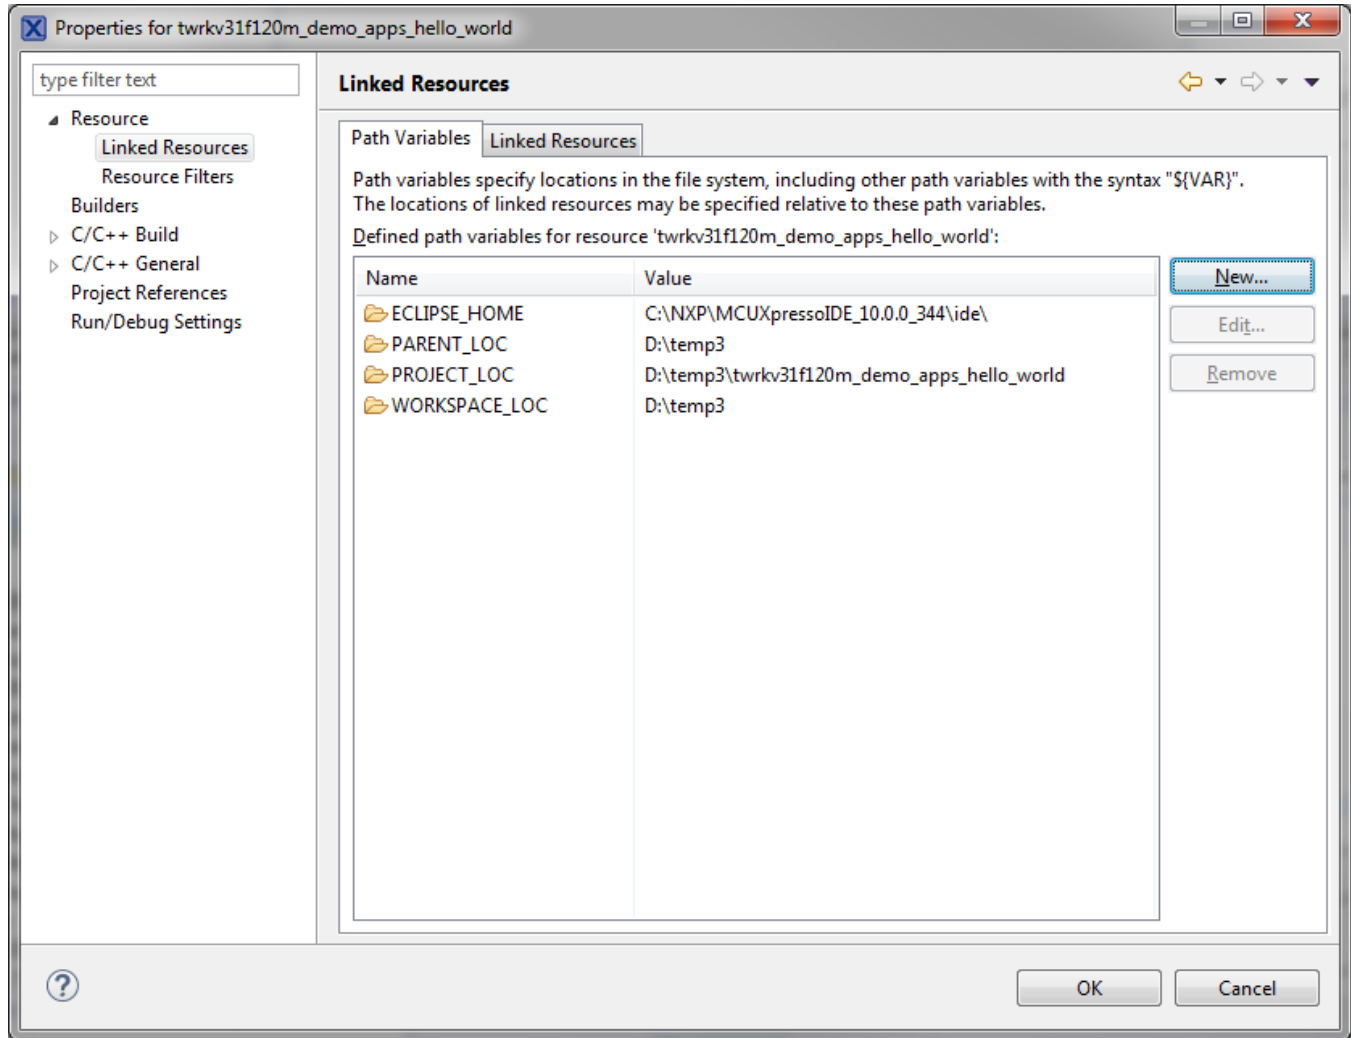 Properties for twrkv31f120m_demo_apps_hello_world
type filter text
Resource
Linked Resources
Resource Filters
Builders
C/C++ Build
C/C++ General
Project References
Run/Debug Settings
Linked Resources
Path Variables
Linked Resources
Path variables specify locations in the file system, including other path variables with the syntax "${VAR}".
The locations of linked resources may be specified relative to these path variables.
Defined path variables for resource 'twrkv31f120m_demo_apps_hello_world':
Name Value
ECLIPSE_HOME C:\NXP\MCUXpressoIDE_10.0.0_344\ide\
PARENT_LOC D:\temp3
PROJECT_LOC D:\temp3\twrkv31f120m_demo_apps_hello_world
WORKSPACE_LOC D:\temp3
New...
Edit...
Remove
OK
Cancel